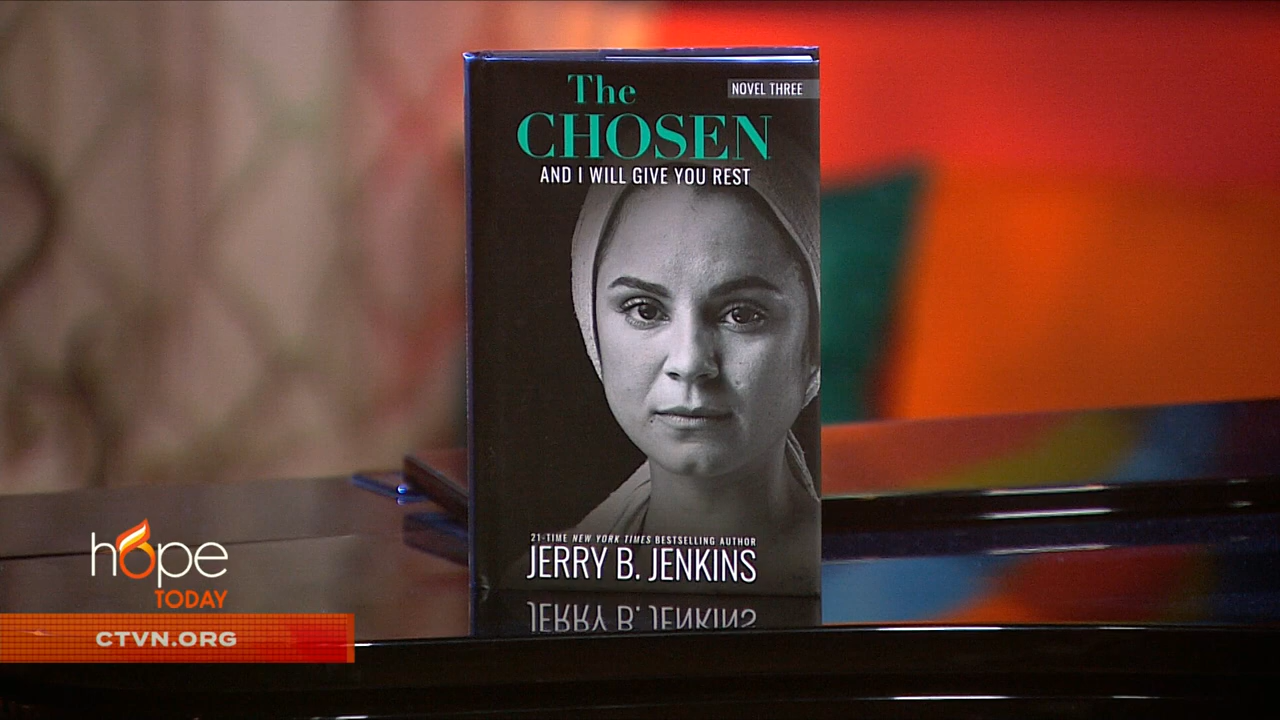 The
NOVEL THREE
CHOSEN
AND I WILL GIVE YOU REST
21-TIME NEW YORK TIMES BESTSELLING AUTHOR
JERRY B. JENKINS
JERRY B. JENKINS
hope
TODAY
CTVN.ORG